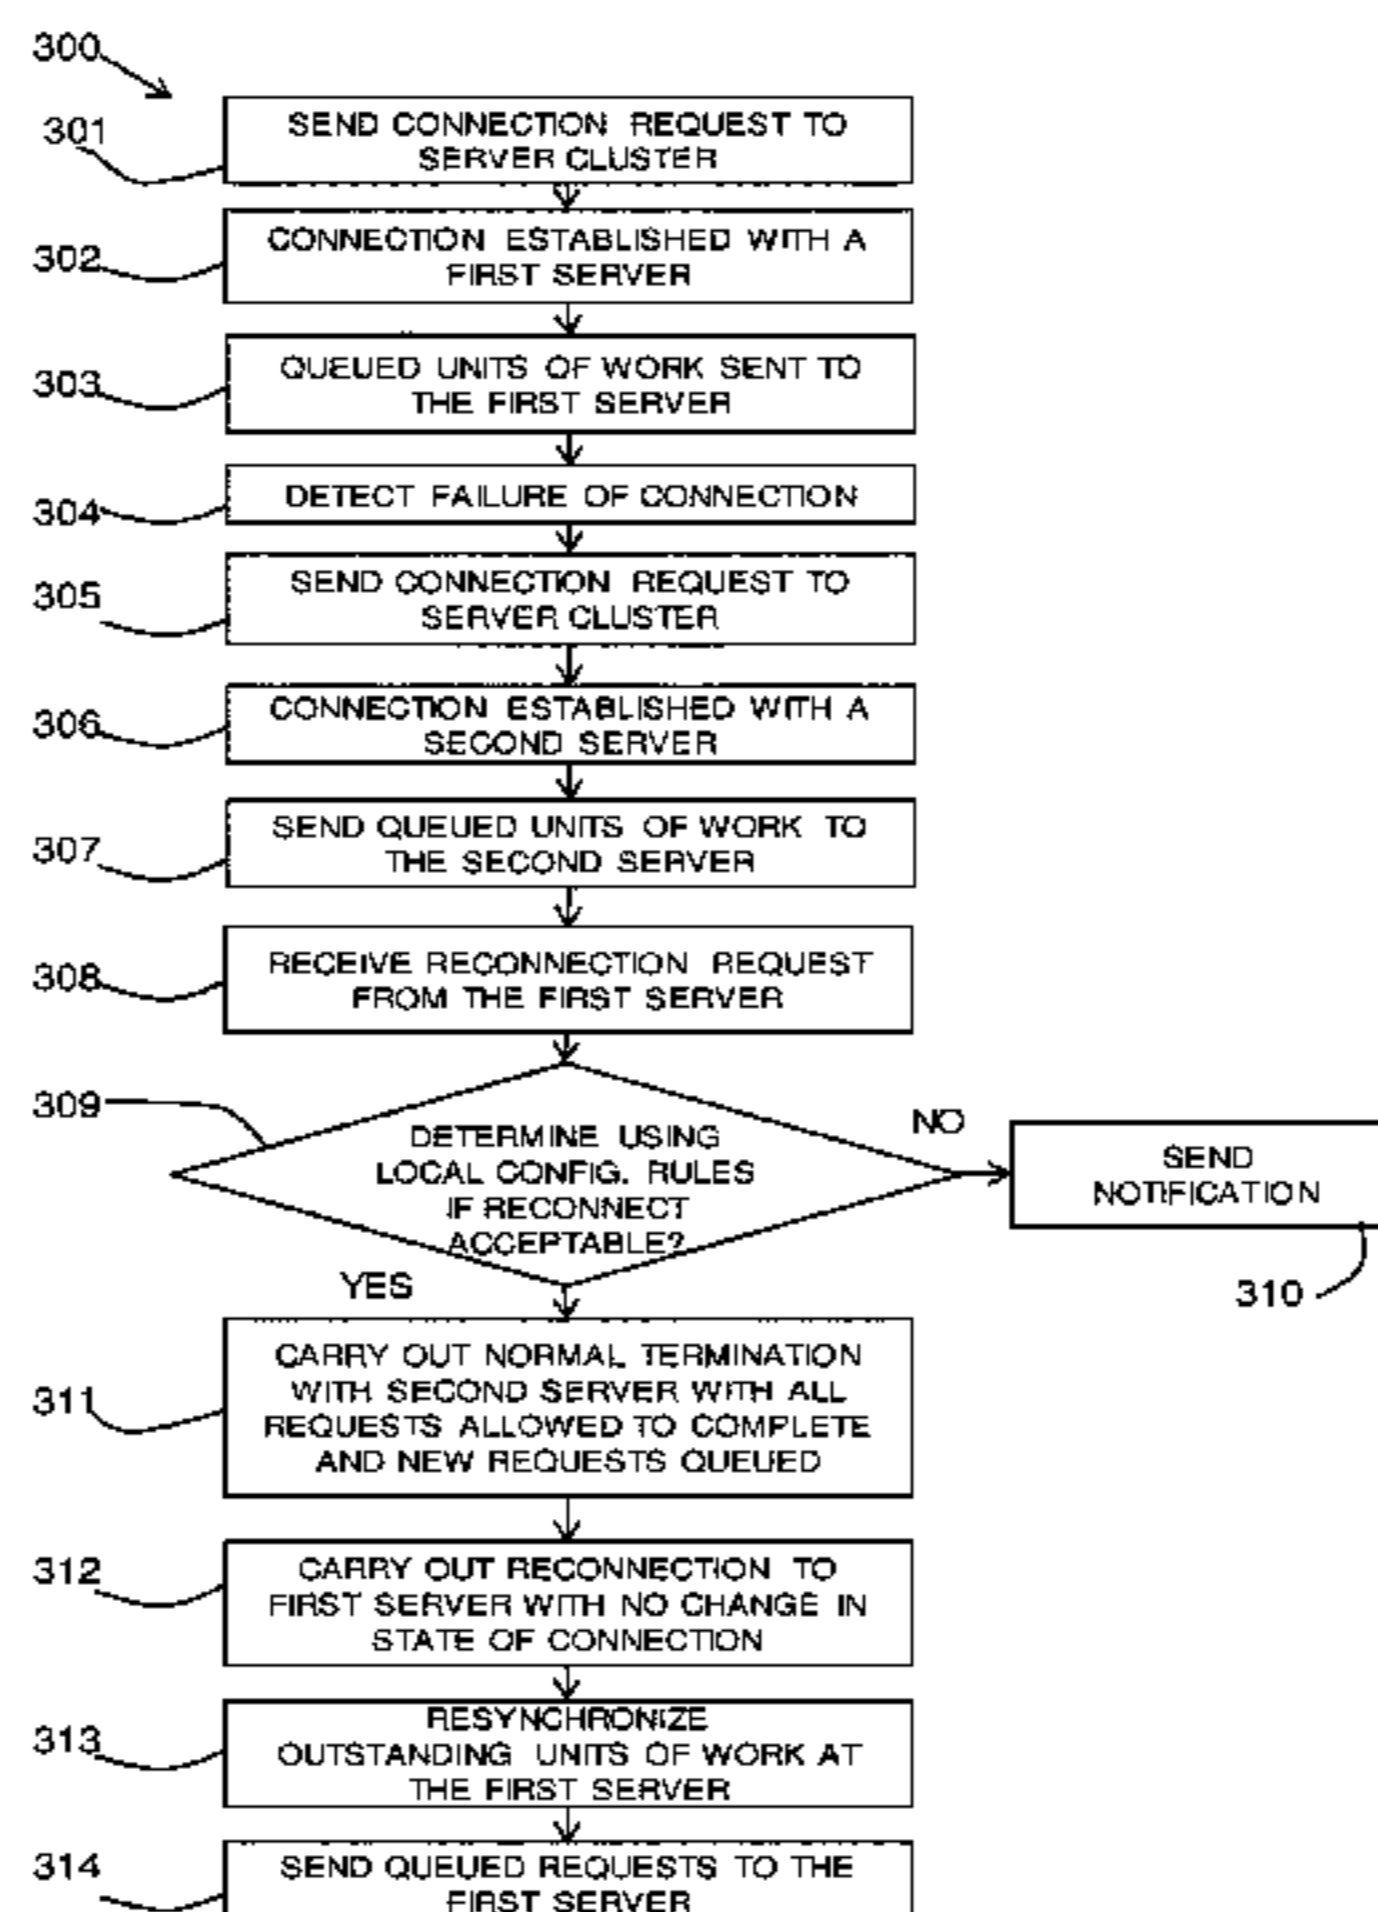 300
301
SEND CONNECTION REQUEST TO
SERVER CLUSTER
302
CONNECTION ESTABLISHED WITH A
FIRST SERVER
303
QUEUED UNITS OF WORK SENT TO
THE FIRST SERVER
304
DETECT FAILURE OF CONNECTION
305
SEND CONNECTION REQUEST TO
SERVER CLUSTER
306
CONNECTION ESTABLISHED WITH A
SECOND SERVER
307
SEND QUEUED UNITS OF WORK TO
THE SECOND SERVER
308
RECEIVE RECONNECTION REQUEST
FROM THE FIRST SERVER
309
DETERMINE USING
LOCAL CONFIG. RULES
IF RECONNECT
ACCEPTABLE?
NO
SEND
NOTIFICATION
310
YES
311
CARRY OUT NORMAL TERMINATION
WITH SECOND SERVER WITH ALL
REQUESTS ALLOWED TO COMPLETE
AND NEW REQUESTS QUEUED
312
CARRY OUT RECONNECTION TO
FIRST SERVER WITH NO CHANGE IN
STATE OF CONNECTION
313
RESYNCHRONIZE
OUTSTANDING UNITS OF WORK AT
THE FIRST SERVER
314
SEND QUEUED REQUESTS TO THE
FIRST SERVER